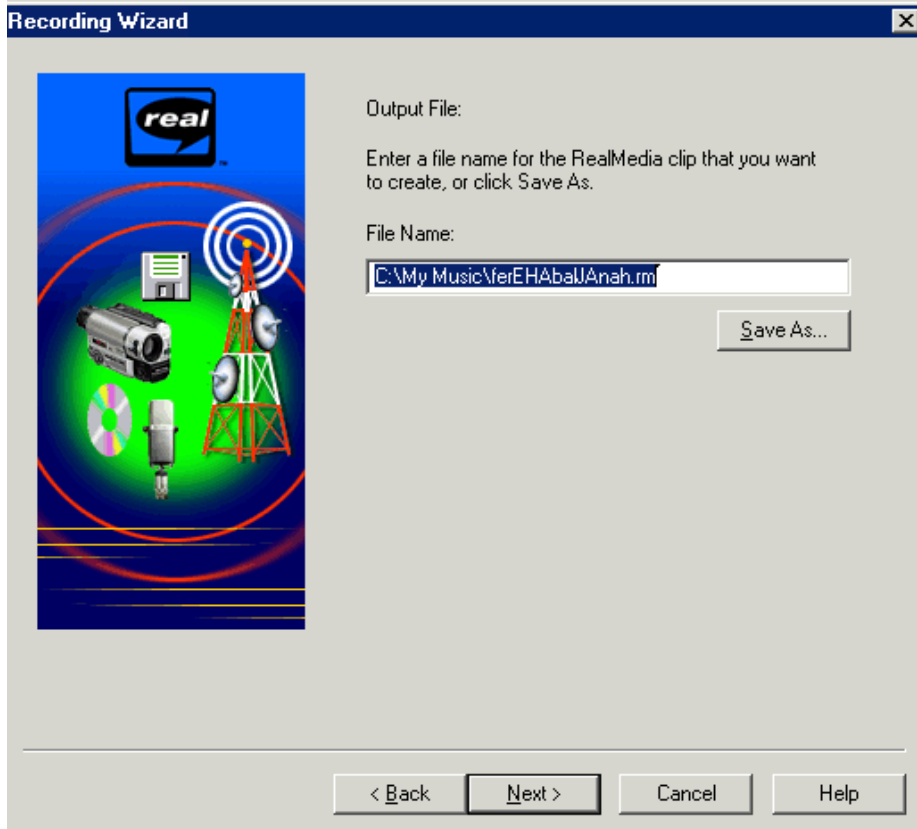 Recording Wizard
real
Output File:
Enter a file name for the RealMedia clip that you want
to create, or click Save As.
File Name:
C:\My Music\ferEHAbalJAnah.rm
Save As...
< Back
Next >
Cancel
Help